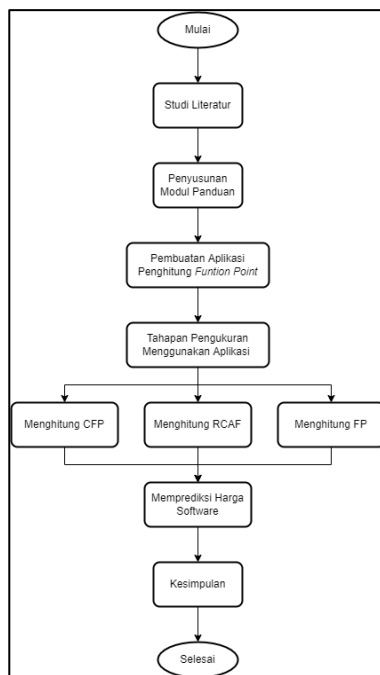 Mulai
Studi Literatur
Penyusunan
Modul Panduan
Pembuatan Aplikasi
Penghitung Funtion Point
Tahapan Pengukuran
Menggunakan Aplikasi
Menghitung CFP
Menghitung RCAF
Menghitung FP
Memprediksi Harga
Software
Kesimpulan
Selesai